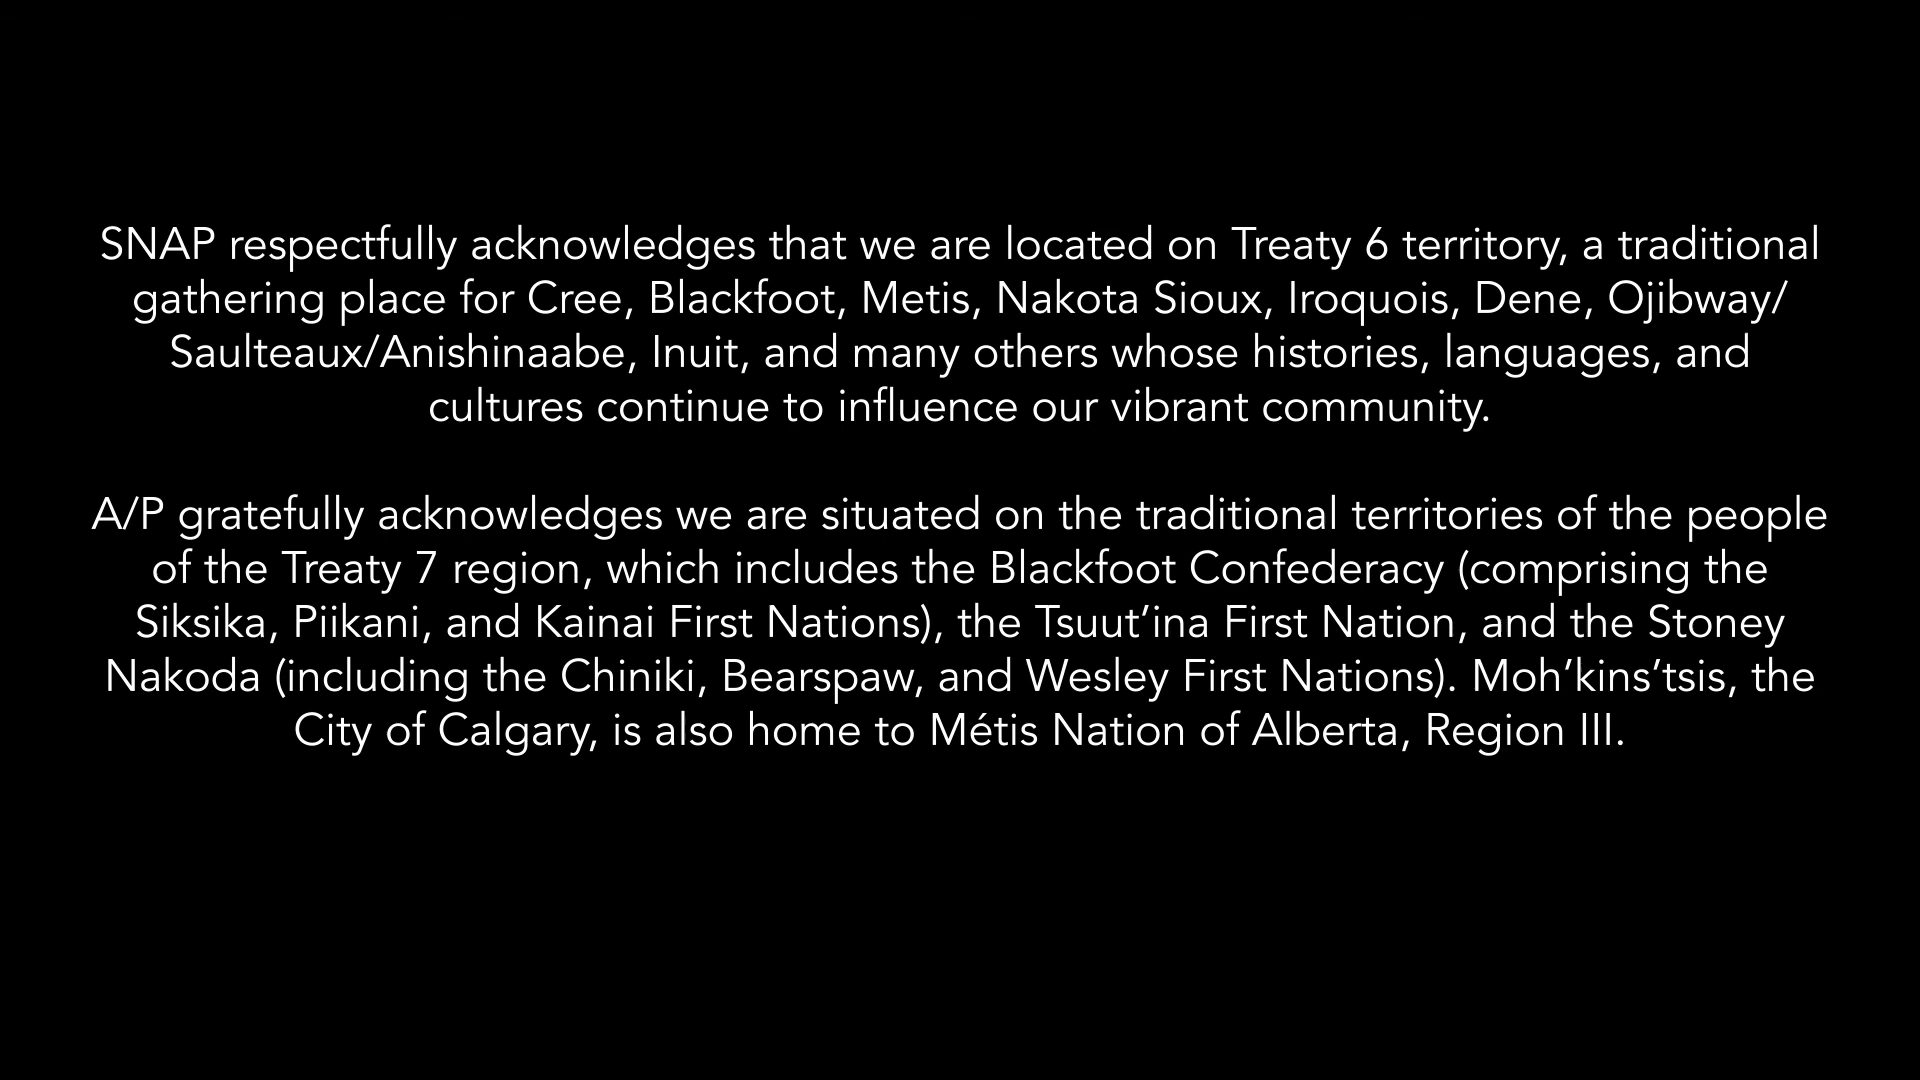 SNAP respectfully acknowledges that we are located on Treaty 6 territory, a traditional
gathering place for Cree, Blackfoot, Metis, Nakota Sioux, Iroquois, Dene, Ojibway/
Saulteaux/Anishinaabe, Inuit, and many others whose histories, languages, and
cultures continue to influence our vibrant community.
A/P gratefully acknowledges we are situated on the traditional territories of the people
of the Treaty 7 region, which includes the Blackfoot Confederacy (comprising the
Siksika, Piikani, and Kainai First Nations), the Tsuut’ina First Nation, and the Stoney
Nakoda (including the Chiniki, Bearspaw, and Wesley First Nations). Moh’kins’tsis, the
City of Calgary, is also home to Métis Nation of Alberta, Region III.